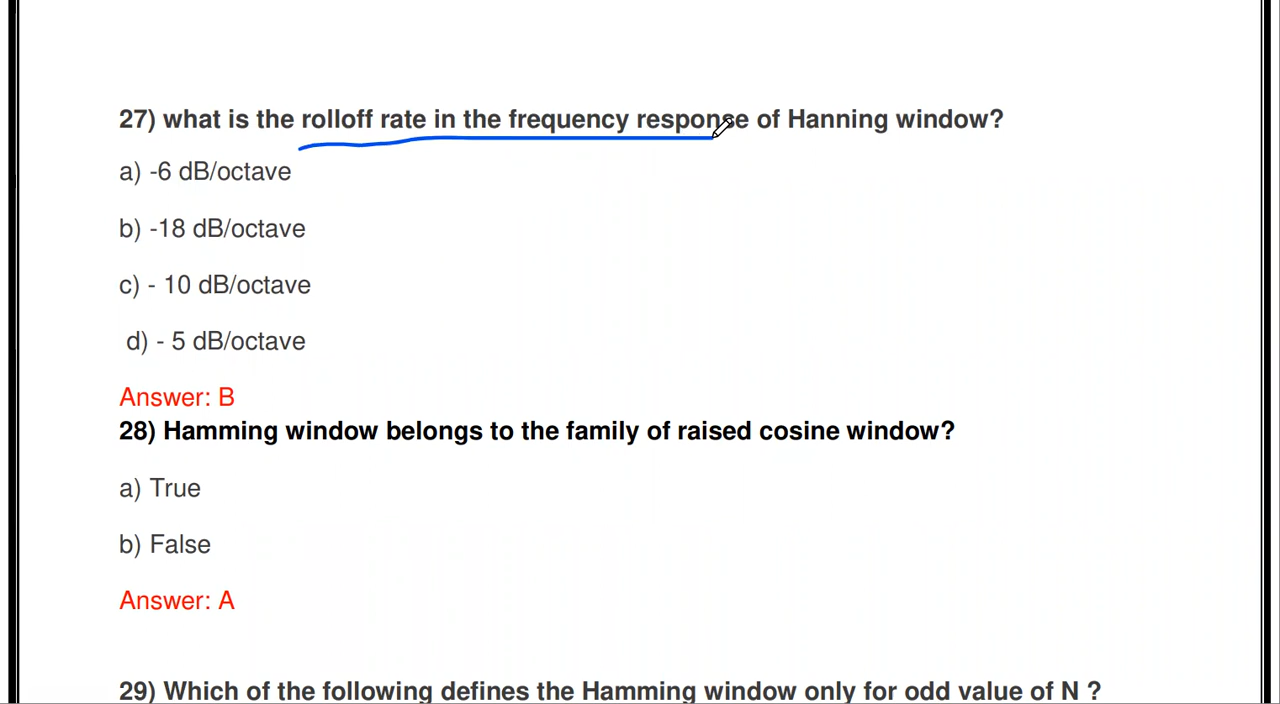 27) what is the rolloff rate in the frequency response of Hanning window?
a) -6 dB/octave
b) -18 dB/octave
c) - 10 dB/octave
d) - 5 dB/octave
Answer: B
28) Hamming window belongs to the family of raised cosine window?
a) True
b) False
Answer: A
29) Which of the following defines the Hamming window only for odd value of N ?